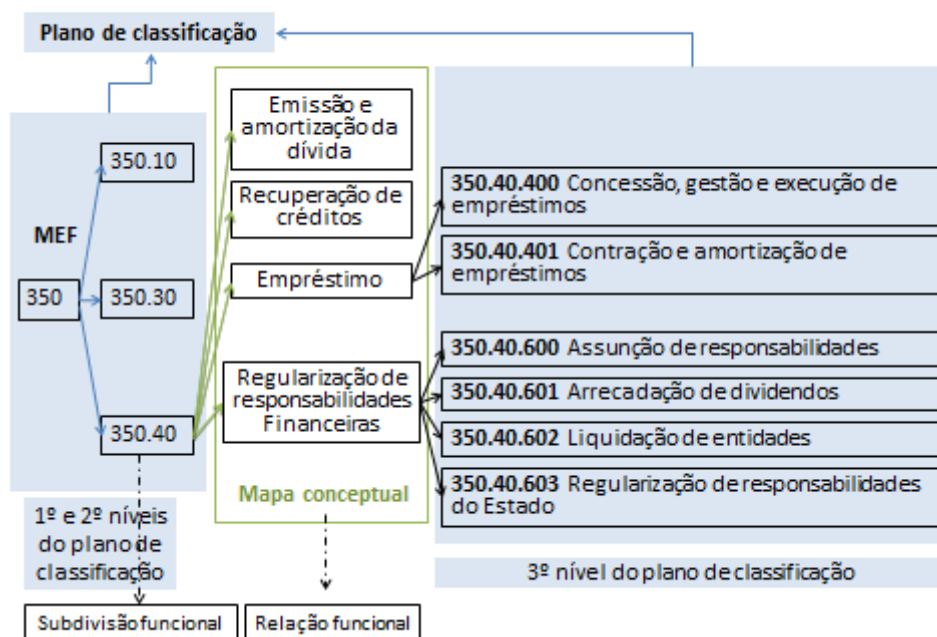 Plano de classificação
MEF
350
350.10
350.30
350.40
1º e 2º níveis
do plano de
classificação
Subdivisão funcional
Emissão e
amortização da
dívida
Recuperação de
créditos
Empréstimo
Regularização de
responsabilidades
Financeiras
Mapa conceptual
Relação funcional
350.40.400 Concessão, gestão e execução de
empréstimos
350.40.401 Contração e amortização de
empréstimos
350.40.600 Assunção de responsabilidades
350.40.601 Arrecadação de dividendos
350.40.602 Liquidação de entidades
350.40.603 Regularização de responsabilidades
do Estado
3º nível do plano de classificação